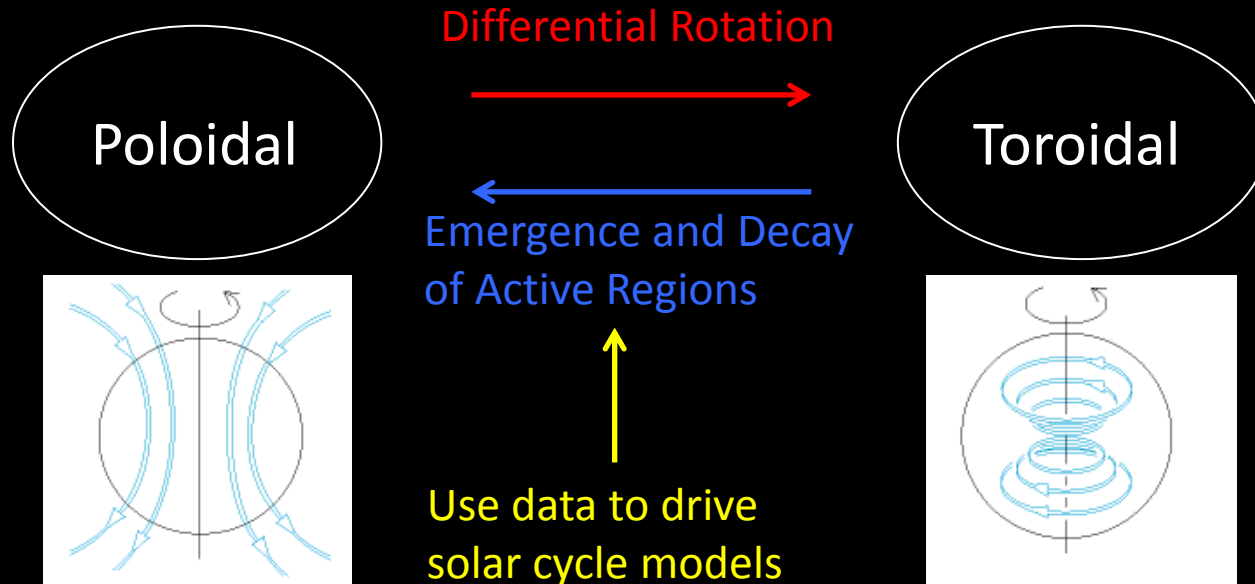 Differential Rotation
Poloidal
Toroidal
Emergence and Decay
of Active Regions
Use data to drive
solar cycle models